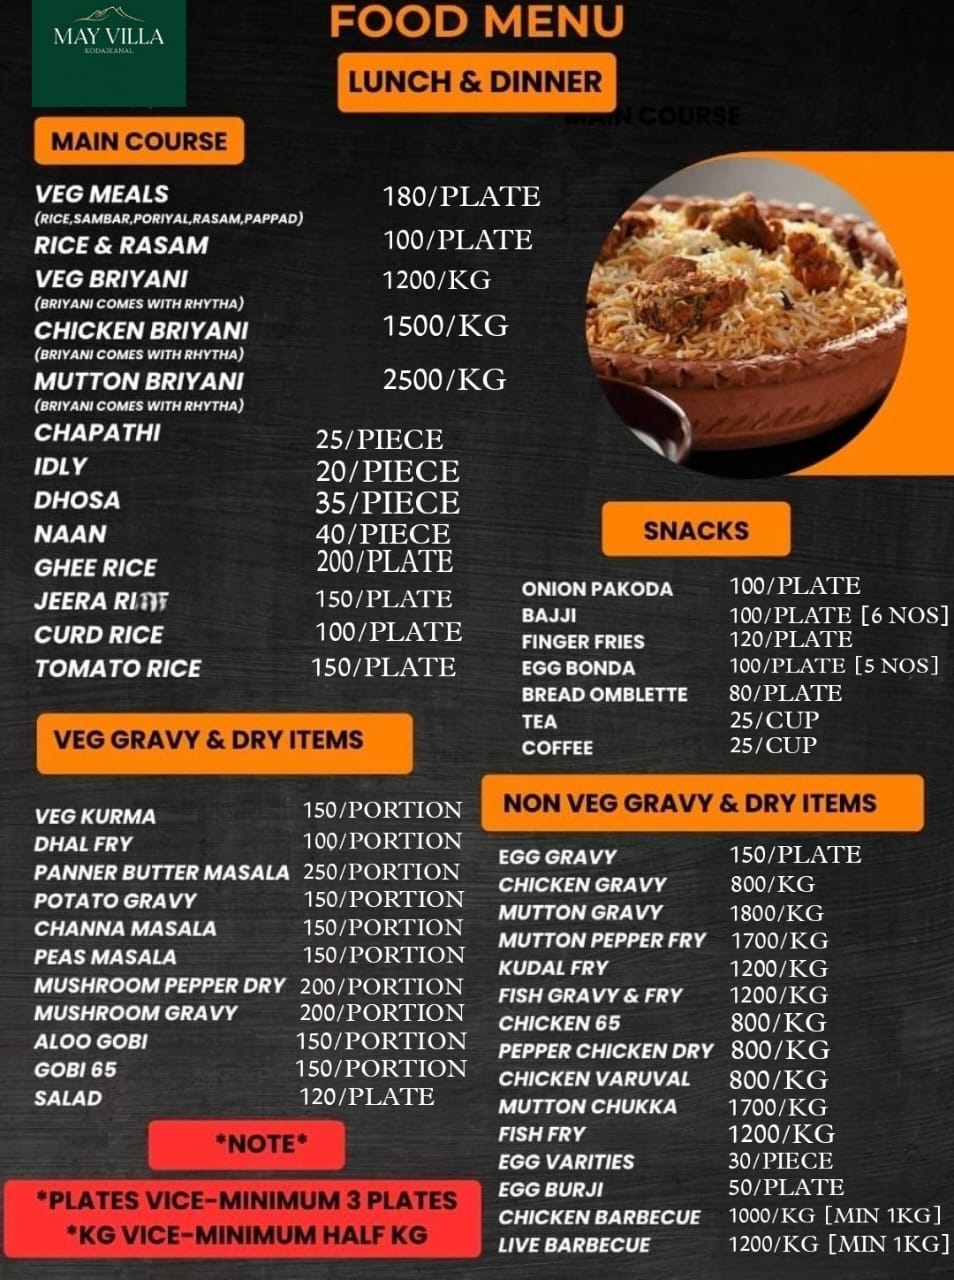 MAY VILLA
KODAIKANAL
FOOD MENU
LUNCH & DINNER
MAIN COURSE
MAIN COURSE
VEG MEALS 180/PLATE
(RICE,SAMBAR,PORIYAL,RASAM,PAPPAD)
RICE & RASAM 100/PLATE
VEG BRIYANI 1200/KG
(BRIYANI COMES WITH RHYTHA)
CHICKEN BRIYANI 1500/KG
(BRIYANI COMES WITH RHYTHA)
MUTTON BRIYANI 2500/KG
(BRIYANI COMES WITH RHYTHA)
CHAPATHI 25/PIECE
IDLY 20/PIECE
DHOSA 35/PIECE
NAAN 40/PIECE
GHEE RICE 200/PLATE
JEERA 150/PLATE
CURD RICE 100/PLATE
TOMATO RICE 150/PLATE
SNACKS
ONION PAKODA 100/PLATE
BAJJI 100/PLATE [6 NOS]
FINGER FRIES 120/PLATE
EGG BONDA 100/PLATE [5 NOS]
BREAD OMBLETTE 80/PLATE
TEA 25/CUP
COFFEE 25/CUP
VEG GRAVY & DRY ITEMS
VEG KURMA 150/PORTION
DHAL FRY 100/PORTION
PANNER BUTTER MASALA 250/PORTION
POTATO GRAVY 150/PORTION
CHANNA MASALA 150/PORTION
PEAS MASALA 150/PORTION
MUSHROOM PEPPER DRY 200/PORTION
MUSHROOM GRAVY 200/PORTION
ALOO GOBI 150/PORTION
GOBI 65 150/PORTION
SALAD 120/PLATE
NON VEG GRAVY & DRY ITEMS
EGG GRAVY 150/PLATE
CHICKEN GRAVY 800/KG
MUTTON GRAVY 1800/KG
MUTTON PEPPER FRY 1700/KG
KUDAL FRY 1200/KG
FISH GRAVY & FRY 1200/KG
CHICKEN 65 800/KG
PEPPER CHICKEN DRY 800/KG
CHICKEN VARUVAL 800/KG
MUTTON CHUKKA 1700/KG
FISH FRY 1200/KG
EGG VARITIES 30/PIECE
EGG BURJI 50/PLATE
CHICKEN BARBECUE 1000/KG [MIN 1KG]
LIVE BARBECUE 1200/KG [MIN 1KG]
*NOTE*
*PLATES VICE-MINIMUM 3 PLATES
*KG VICE-MINIMUM HALF KG